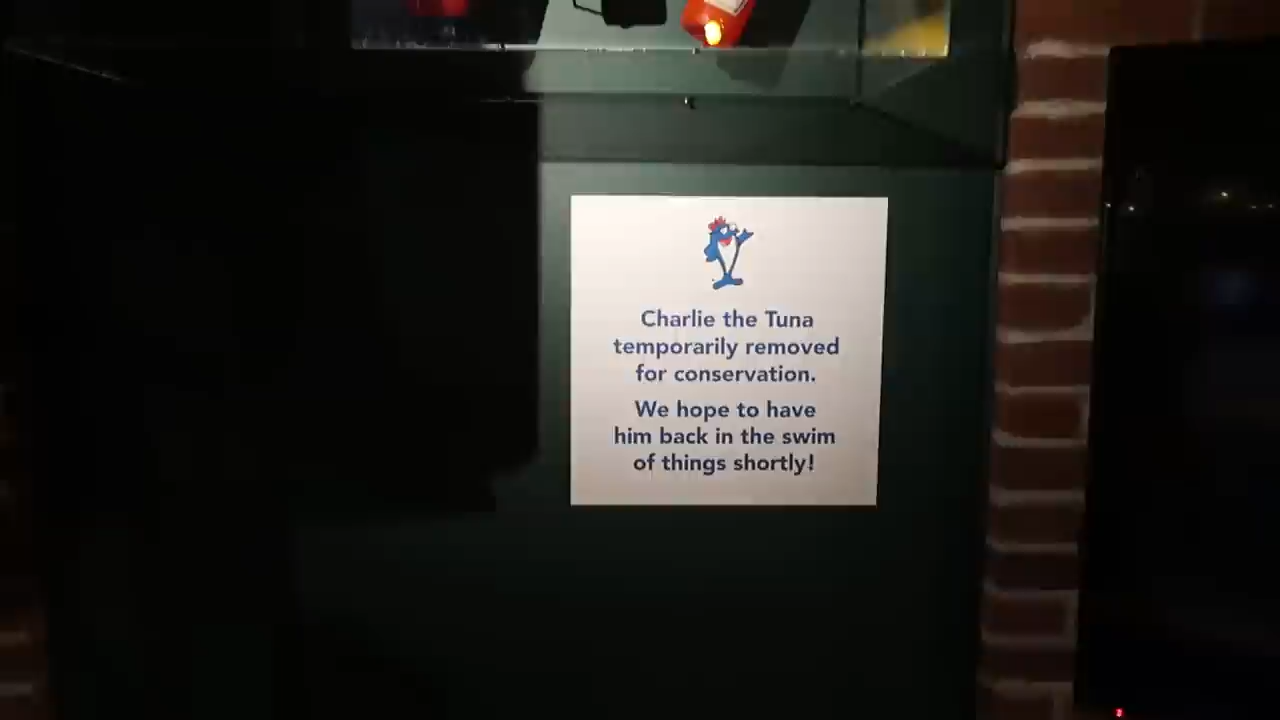 Charlie the Tuna
temporarily removed
for conservation.
We hope to have
him back in the swim
of things shortly!